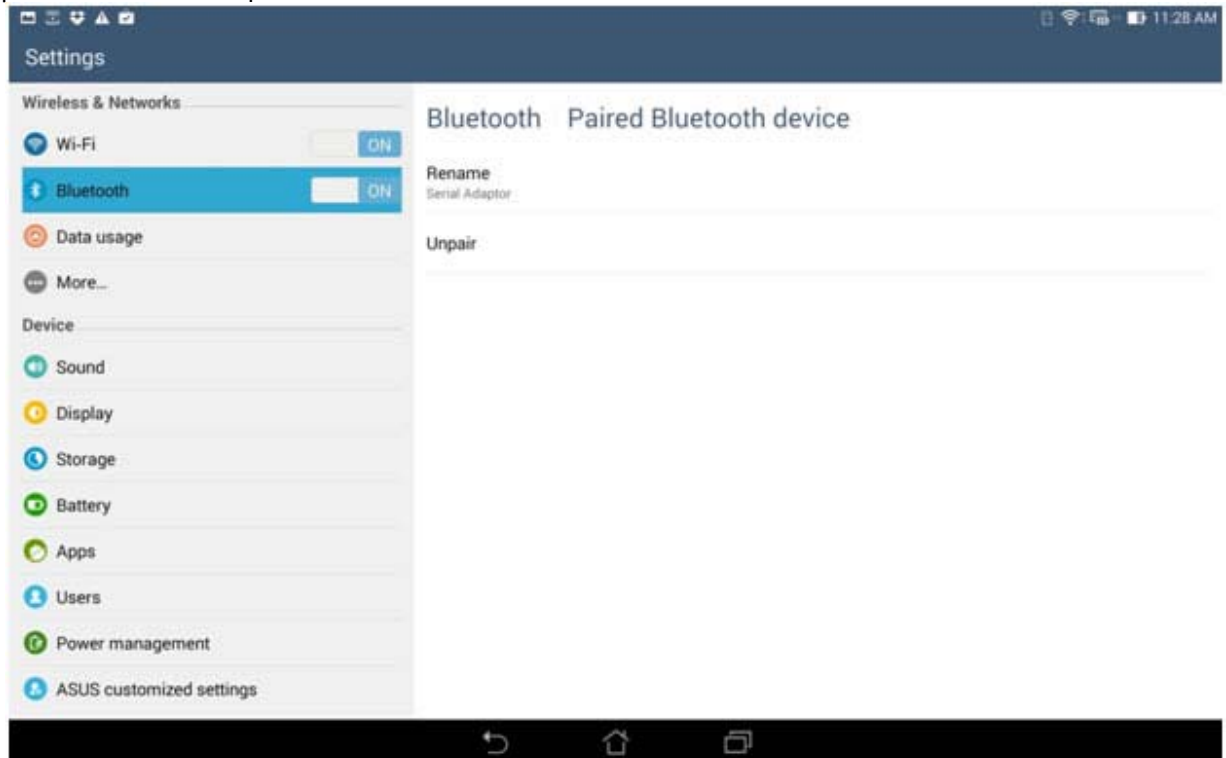 11:28 AM
Settings
Wireless & Networks
Wi-Fi ON
Bluetooth ON
Data usage
More...
Device
Sound
Display
Storage
Battery
Apps
Users
Power management
ASUS customized settings
Bluetooth Paired Bluetooth device
Rename
Serial Adaptor
Unpair